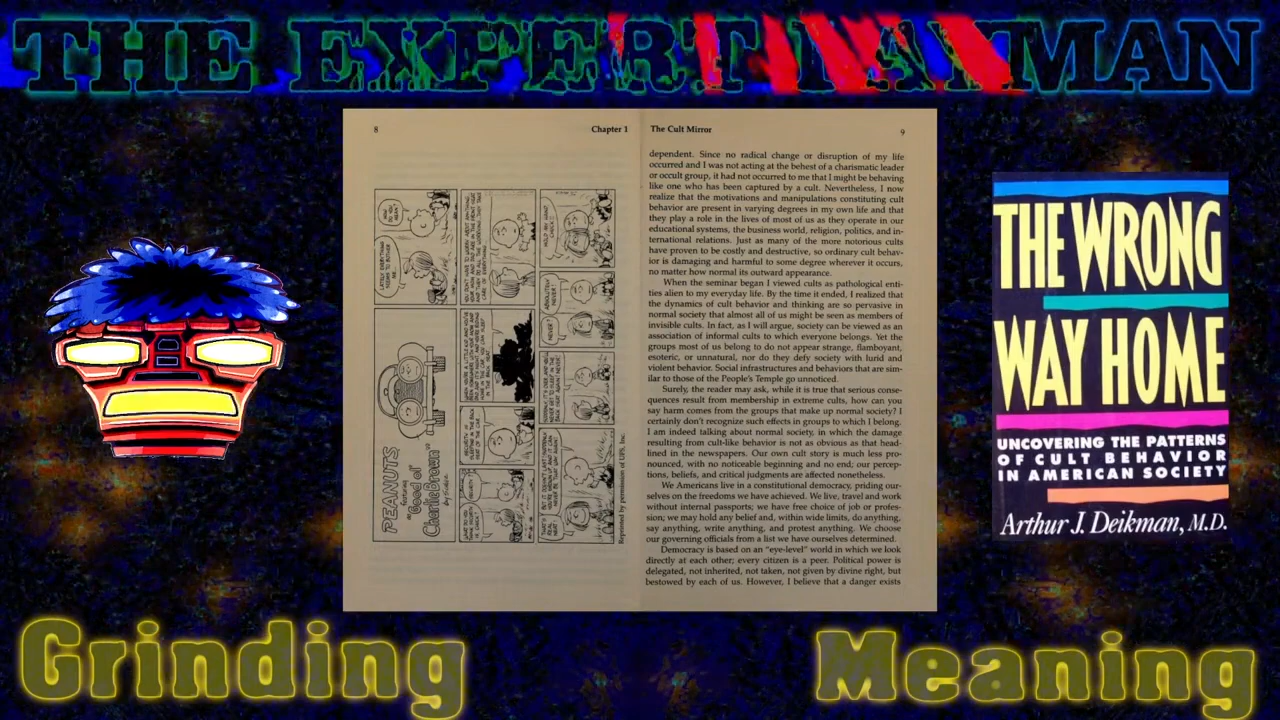 THE EXPERT LAYMAN
8
Chapter 1
PEANUTS
featuring
"Good ol'
CharlieBrown"
by Schulz
SECURITY IS
SLEEPING IN THE BACK
SEAT OF THE CAR
Reprinted by permission of UFS, Inc.
The Cult Mirror
9
dependent. Since no radical change or disruption of my life
occurred and I was not acting at the behest of a charismatic leader
or occult group, it had not occurred to me that I might be behaving
like one who has been captured by a cult. Nevertheless, I now
realize that the motivations and manipulations constituting cult
behavior are present in varying degrees in my own life and that
they play a role in the lives of most of us as they operate in our
educational systems, the business world, religion, politics, and in-
ternational relations. Just as many of the more notorious cults
have proven to be costly and destructive, so ordinary cult behav-
ior is damaging and harmful to some degree wherever it occurs,
no matter how normal its outward appearance.
When the seminar began I viewed cults as pathological enti-
ties alien to my everyday life. By the time it ended, I realized that
the dynamics of cult behavior and thinking are so pervasive in
normal society that almost all of us might be seen as members of
invisible cults. In fact, as I will argue, society can be viewed as an
association of informal cults to which everyone belongs. Yet the
groups most of us belong to do not appear strange, flamboyant,
esoteric, or unnatural, nor do they defy society with lurid and
violent behavior. Social infrastructures and behaviors that are sim-
ilar to those of the People's Temple go unnoticed.
Surely, the reader may ask, while it is true that serious conse-
quences result from membership in extreme cults, how can you
say harm comes from the groups that make up normal society? I
certainly don't recognize such effects in groups to which I belong.
I am indeed talking about normal society, in which the damage
resulting from cult-like behavior is not as obvious as that head-
lined in the newspapers. Our own cult story is much less pro-
nounced, with no noticeable beginning and no end; our percep-
tions, beliefs, and critical judgments are affected nonetheless.
We Americans live in a constitutional democracy, priding our-
selves on the freedoms we have achieved. We live, travel and work
without internal passports; we have free choice of job or profes-
sion; we may hold any belief and, within wide limits, do anything,
say anything, write anything, and protest anything. We choose
our governing officials from a list we have ourselves determined.
Democracy is based on an "eye-level" world in which we look
directly at each other; every citizen is a peer. Political power is
delegated, not inherited, not taken, not given by divine right, but
bestowed by each of us. However, I believe that a danger exists
THE WRONG
WAY HOME
UNCOVERING THE PATTERNS
OF CULT BEHAVIOR
IN AMERICAN SOCIETY
Arthur J. Deikman, M.D.
Grinding
Meaning